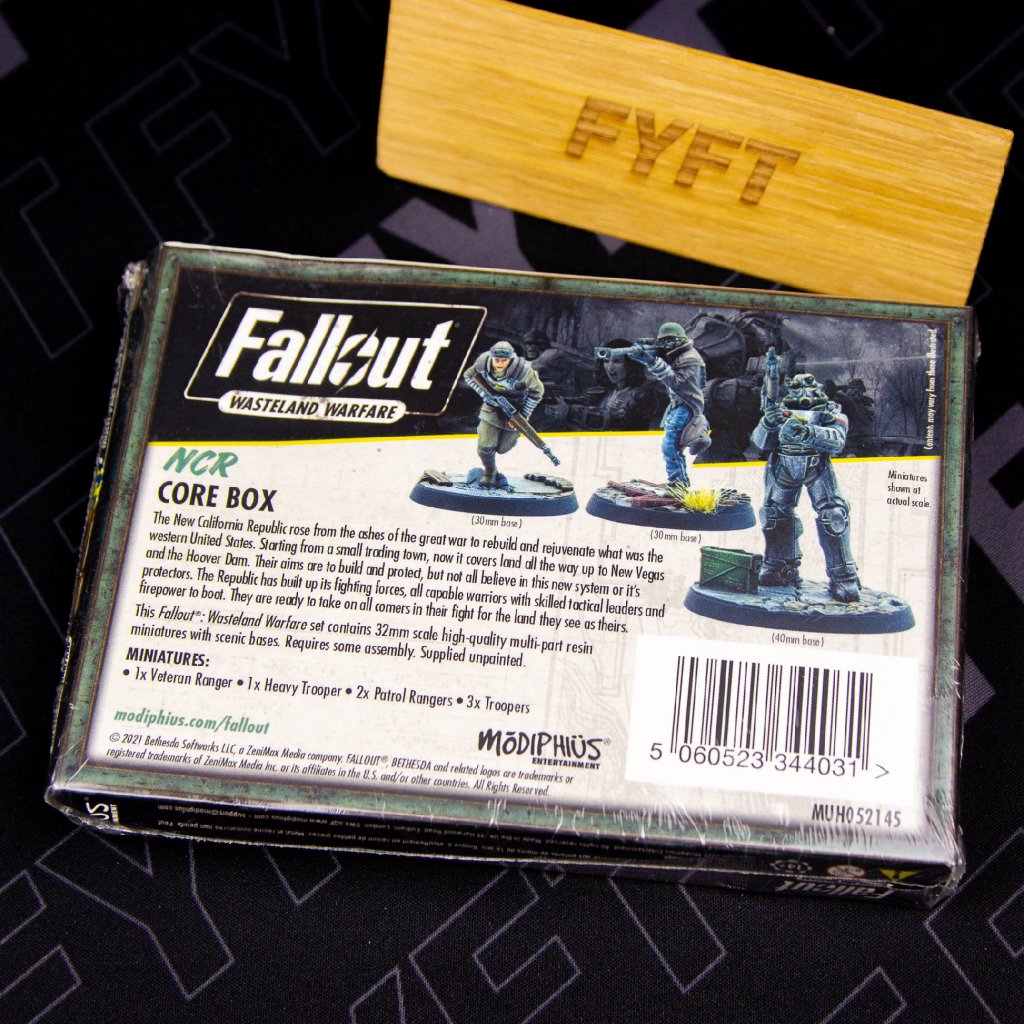 FYFT
Fallout
WASTELAND WARFARE
Contents may vary from those illustrated.
Miniatures
shown at
actual scale
(30mm base)
(30mm base)
(40mm base)
NCR
CORE BOX
The New California Republic rose from the ashes of the great war to rebuild and rejuvenate what was the
western United States. Starting from a small trading town, now it covers land all the way up to New Vegas
and the Hoover Dam. Their aims are to build and protect, but not all believe in this new system or it's
protectors. The Republic has built up its fighting forces, all capable warriors with skilled tactical leaders and
firepower to boot. They are ready to take on all comers in their fight for the land they see as theirs.
This Fallout®: Wasteland Warfare set contains 32mm scale high-quality multi-part resin
miniatures with scenic bases. Requires some assembly. Supplied unpainted.
MINIATURES:
• 1x Veteran Ranger • 1x Heavy Trooper • 2x Patrol Rangers • 3x Troopers
modiphius.com/fallout
© 2021 Bethesda Softworks LLC, a ZeniMax Media company. FALLOUT®, BETHESDA and related logos are trademarks or
registered trademarks of ZeniMax Media Inc. or its affiliates in the U.S. and/or other countries. All Rights Reserved.
MŌDIPHIÜS®
ENTERTAINMENT
5 060523 344031 >
MUH052145
Fallout